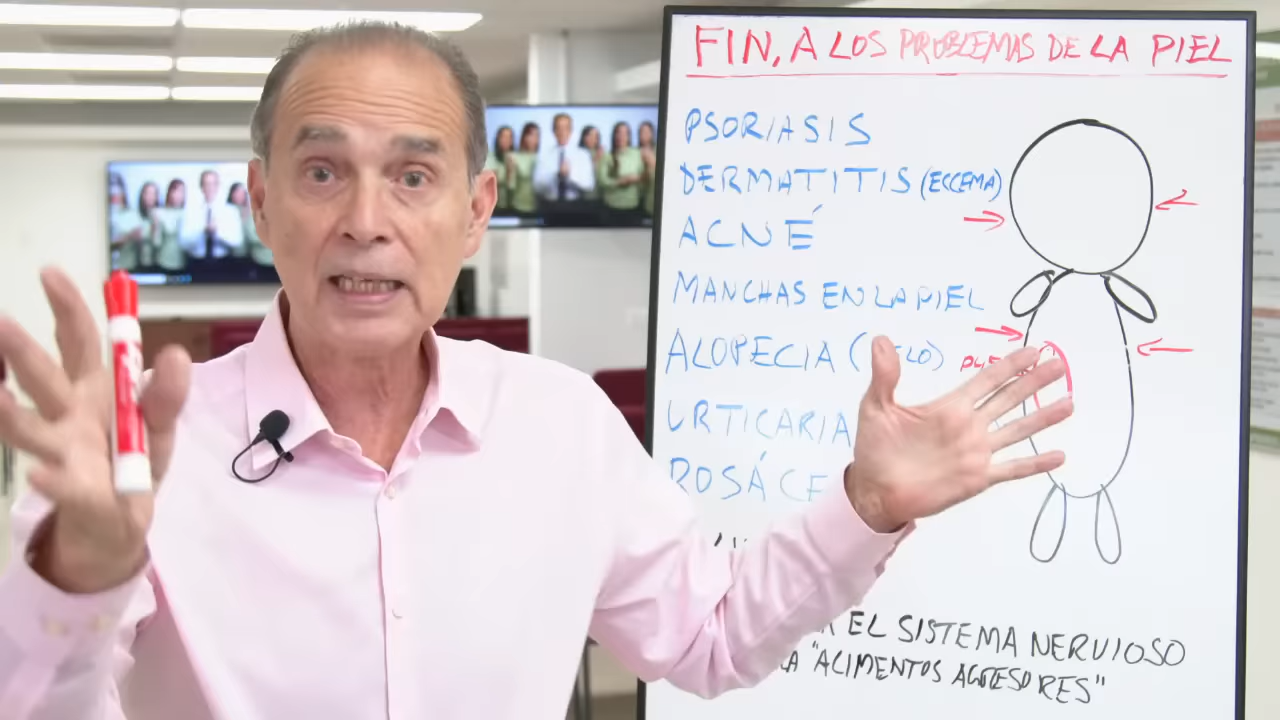 FIN, A LOS PROBLEMAS DE LA PIEL
PSORIASIS
DERMATITIS (ECCEMA)
ACNÉ
MANCHAS EN LA PIEL
ALOPECIA (
URTICARIA
ROSÁCE
EL SISTEMA NERVIOSO
"ALIMENTOS AGRESORES"